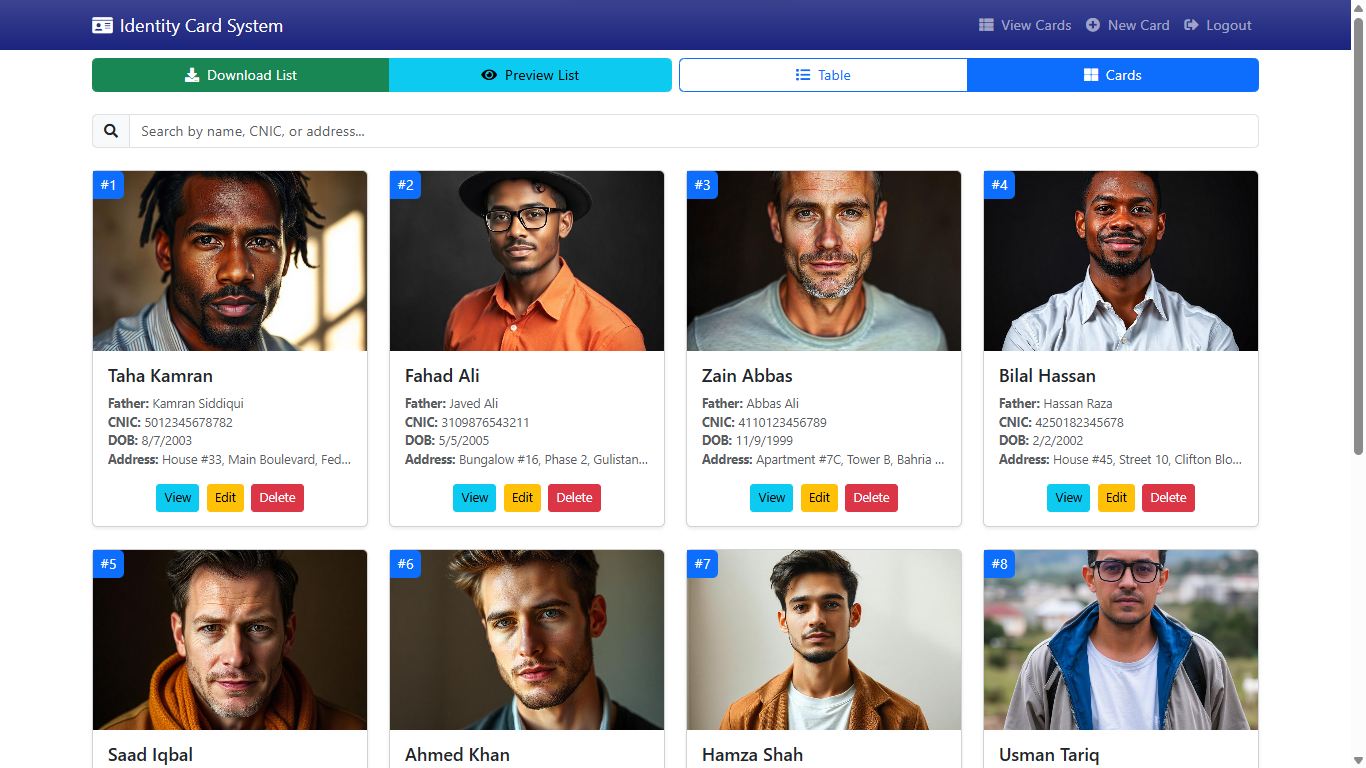 Identity Card System
View Cards
New Card
Logout
Download List
Preview List
Table
Cards
Search by name, CNIC, or address...
#1
Taha Kamran
Father: Kamran Siddiqui
CNIC: 5012345678782
DOB: 8/7/2003
Address: House #33, Main Boulevard, Fed...
View Edit Delete
#2
Fahad Ali
Father: Javed Ali
CNIC: 3109876543211
DOB: 5/5/2005
Address: Bungalow #16, Phase 2, Gulistan...
View Edit Delete
#3
Zain Abbas
Father: Abbas Ali
CNIC: 4110123456789
DOB: 11/9/1999
Address: Apartment #7C, Tower B, Bahria ...
View Edit Delete
#4
Bilal Hassan
Father: Hassan Raza
CNIC: 4250182345678
DOB: 2/2/2002
Address: House #45, Street 10, Clifton Blo...
View Edit Delete
#5
Saad Iqbal
#6
Ahmed Khan
#7
Hamza Shah
#8
Usman Tariq